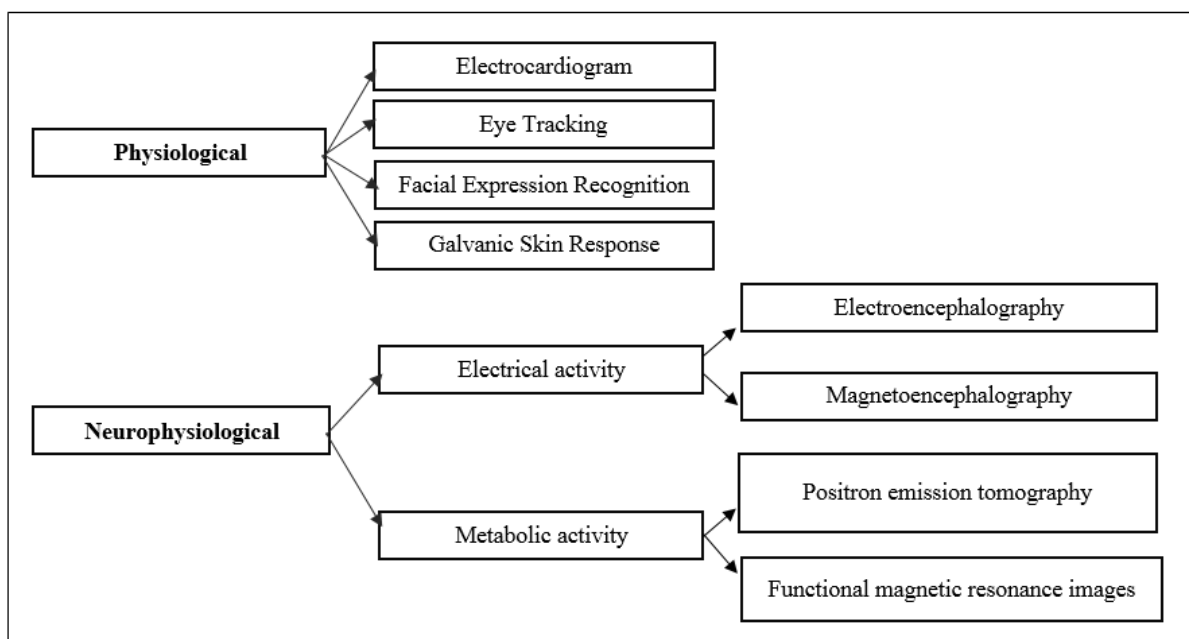 Physiological
Electrocardiogram
Eye Tracking
Facial Expression Recognition
Galvanic Skin Response
Neurophysiological
Electrical activity
Electroencephalography
Magnetoencephalography
Metabolic activity
Positron emission tomography
Functional magnetic resonance images